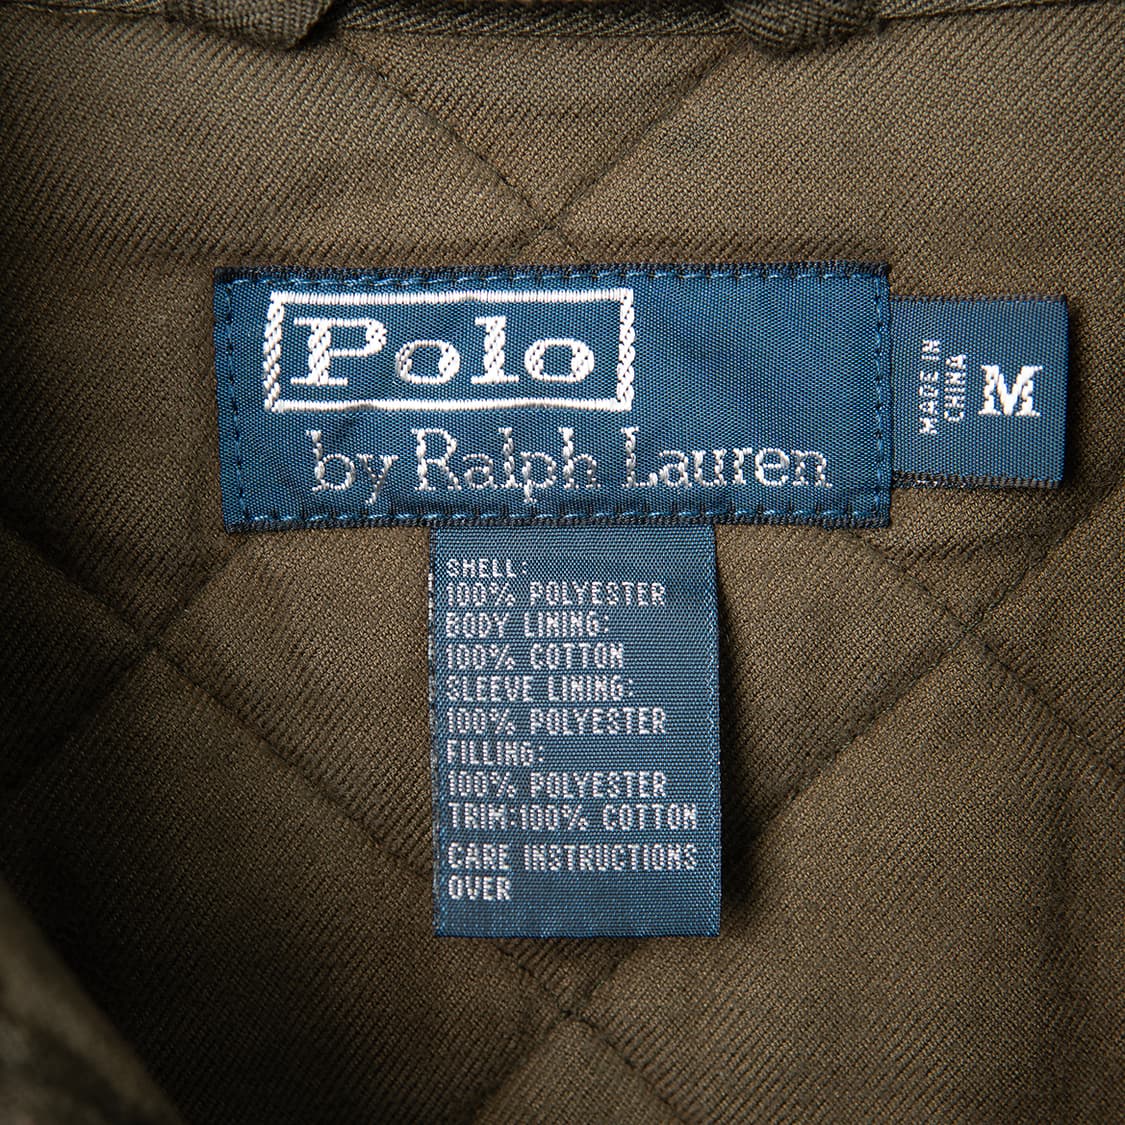 Polo
by Ralph Lauren
MADE IN
CHINA
M
SHELL:
100% POLYESTER
BODY LINING:
100% COTTON
SLEEVE LINING:
100% POLYESTER
FILLING:
100% POLYESTER
TRIM:100% COTTON
CARE INSTRUCTIONS
OVER